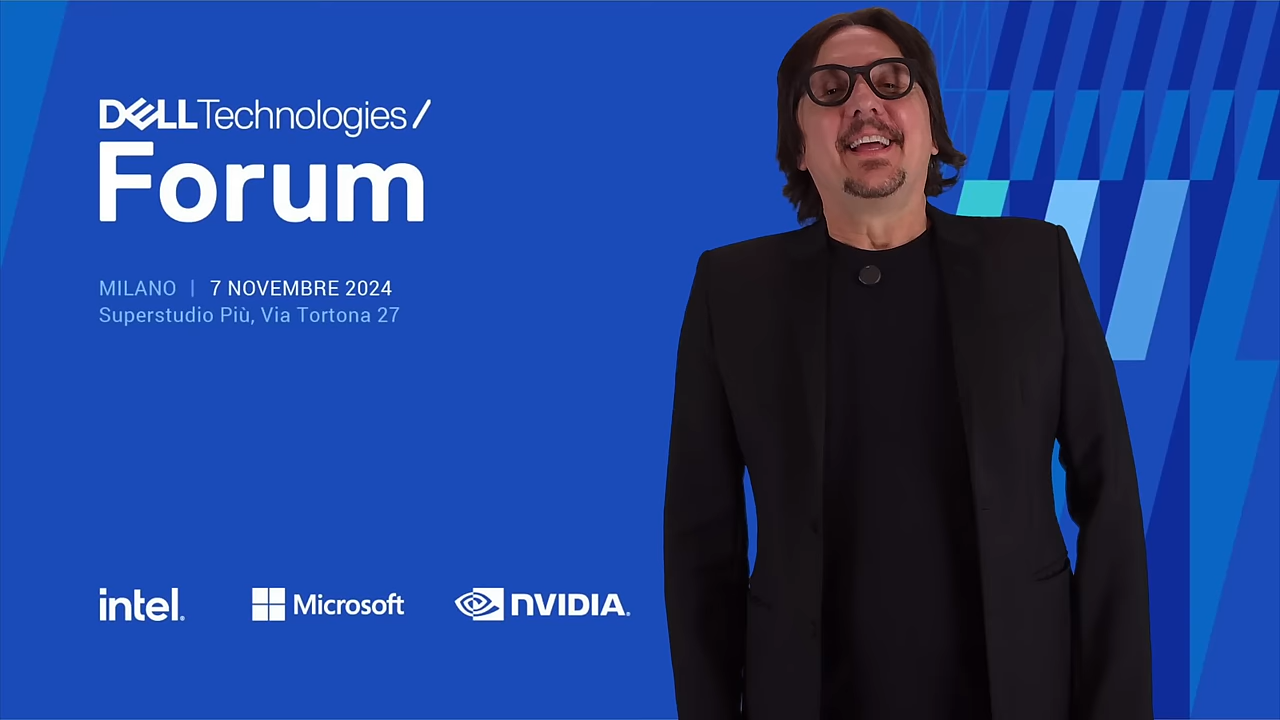 DELLTechnologies/
Forum
MILANO | 7 NOVEMBRE 2024
Superstudio Più, Via Tortona 27
intel.
Microsoft
NVIDIA.